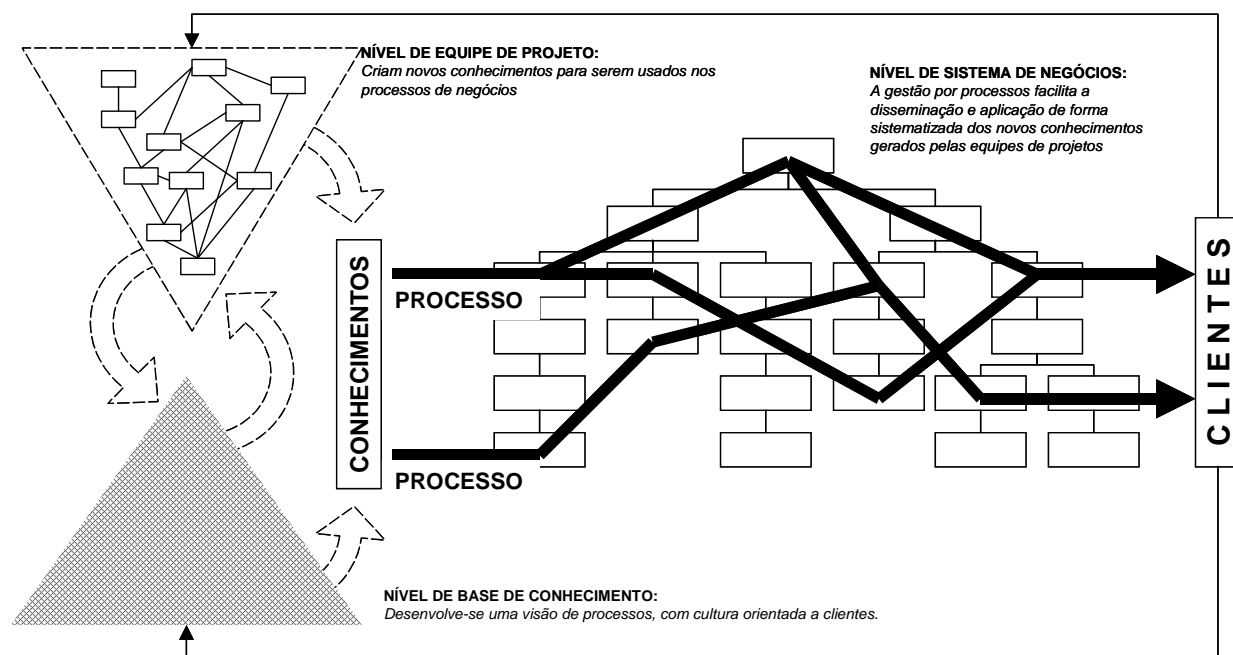 NÍVEL DE EQUIPE DE PROJETO:
Criam novos conhecimentos para serem usados nos
processos de negócios
NÍVEL DE SISTEMA DE NEGÓCIOS:
A gestão por processos facilita a
disseminação e aplicação de forma
sistematizada dos novos conhecimentos
gerados pelas equipes de projetos
CONHECIMENTOS
PROCESSO
PROCESSO
CLIENTES
NÍVEL DE BASE DE CONHECIMENTO:
Desenvolve-se uma visão de processos, com cultura orientada a clientes.